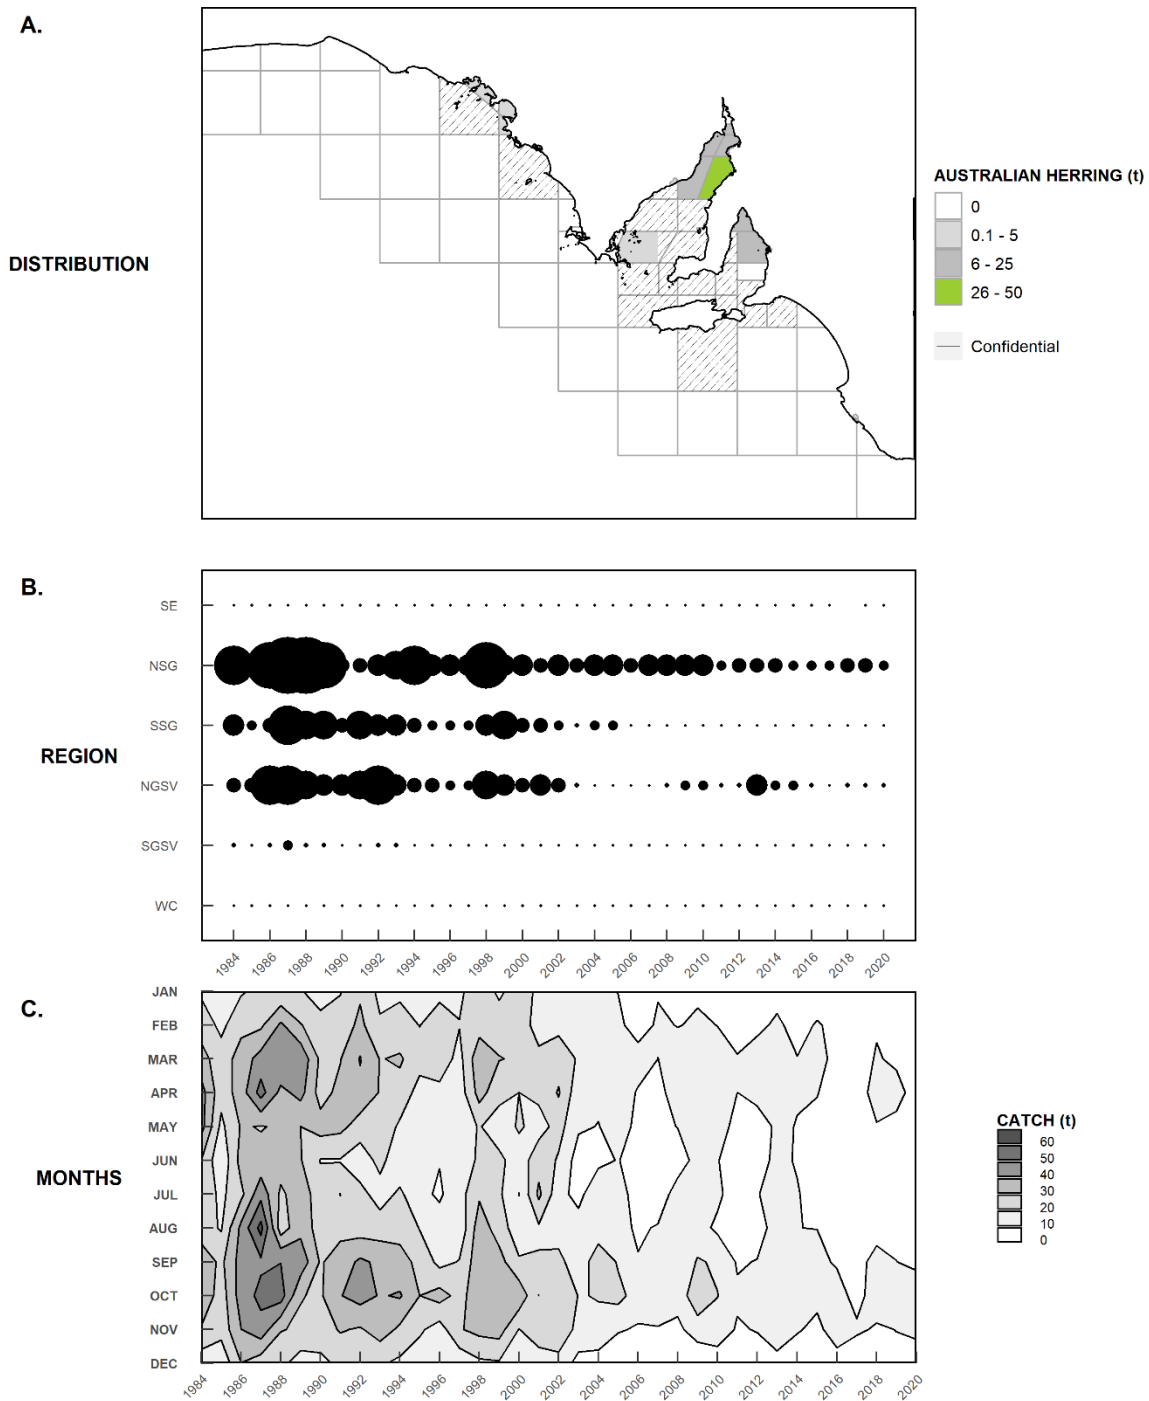 A.
DISTRIBUTION
AUSTRALIAN HERRING (t)
0
0.1 - 5
6 - 25
26 - 50
Confidential
B.
REGION
SE
NSG
SSG
NGSV
SGSV
WC
1984 1986 1988 1990 1992 1994 1996 1998 2000 2002 2004 2006 2008 2010 2012 2014 2016 2018 2020
C.
MONTHS
JAN
FEB
MAR
APR
MAY
JUN
JUL
AUG
SEP
OCT
NOV
DEC
CATCH (t)
60
50
40
30
20
10
0
1984 1986 1988 1990 1992 1994 1996 1998 2000 2002 2004 2006 2008 2010 2012 2014 2016 2018 2020